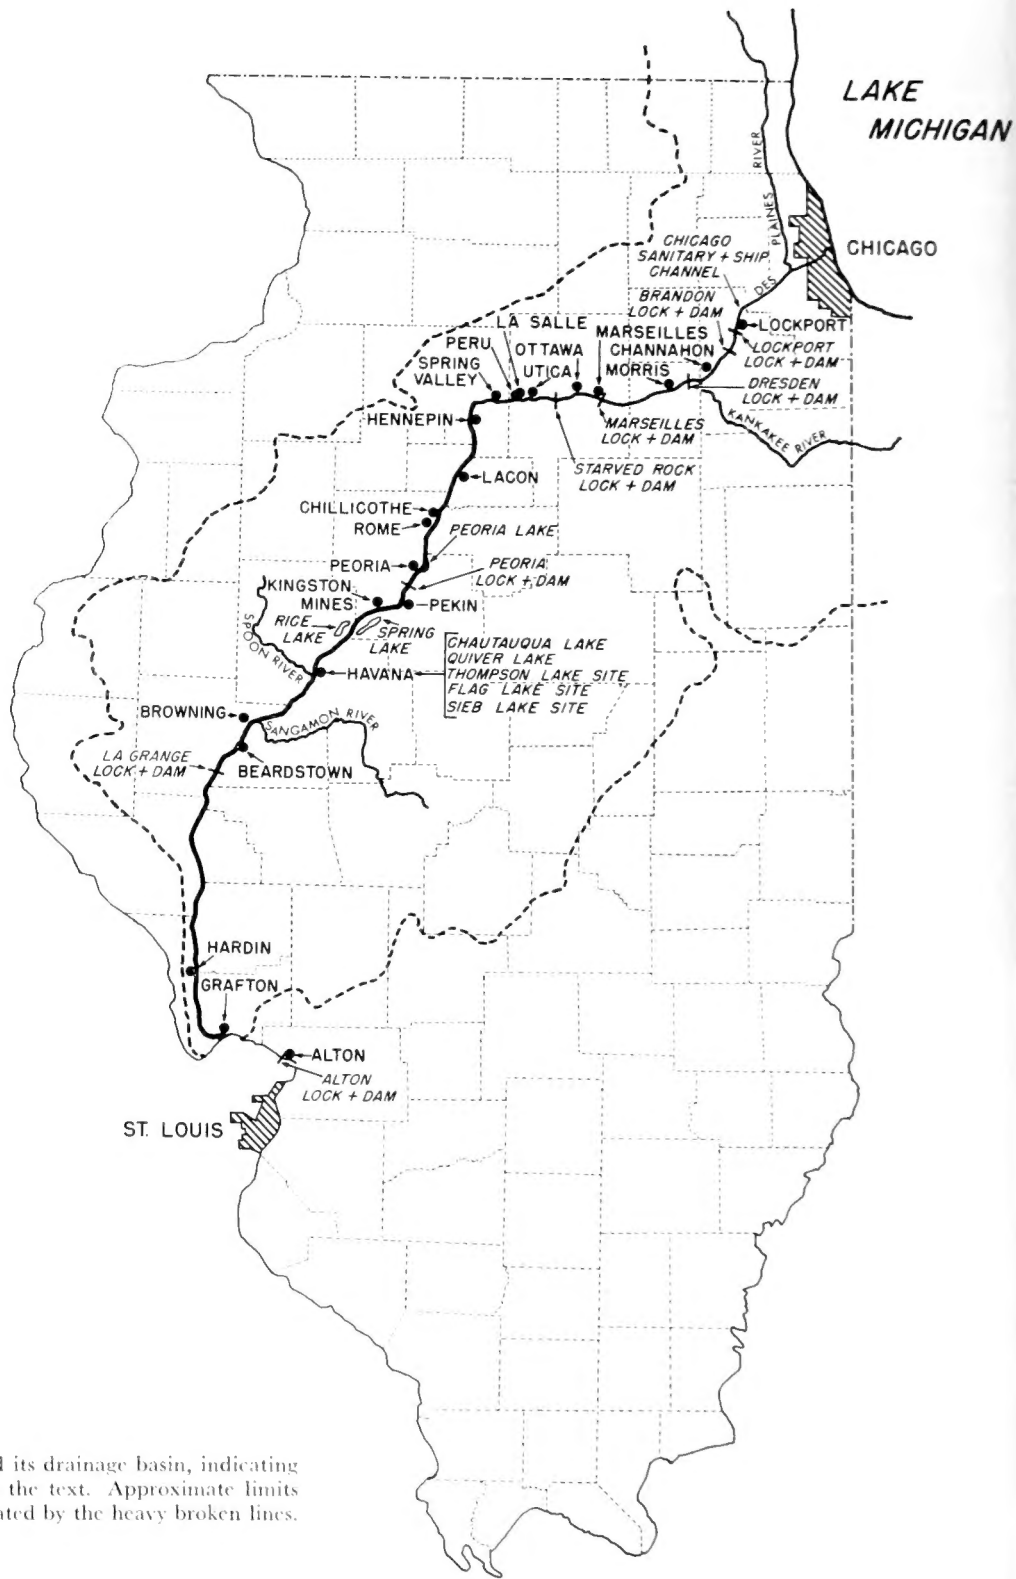 LAKE
MICHIGAN
DES PLAINES RIVER
CHICAGO
CHICAGO
SANITARY + SHIP
CHANNEL
BRANDON
LOCK + DAM
LOCKPORT
LOCKPORT
LOCK + DAM
LA SALLE
MARSEILLES
PERU
OTTAWA
CHANNAHON
SPRING
VALLEY
UTICA
MORRIS
DRESDEN
LOCK + DAM
HENNEPIN
MARSEILLES
LOCK + DAM
KANKAKEE RIVER
STARVED ROCK
LOCK + DAM
LACON
CHILLICOTHE
ROME
PEORIA LAKE
PEORIA
PEORIA
LOCK + DAM
KINGSTON
MINES
PEKIN
RICE
LAKE
SPRING
LAKE
SPOON RIVER
HAVANA
CHAUTAUQUA LAKE
QUIVER LAKE
THOMPSON LAKE SITE
FLAG LAKE SITE
SIEB LAKE SITE
BROWNING
SANGAMON RIVER
LA GRANGE
LOCK + DAM
BEARDSTOWN
HARDIN
GRAFTON
ALTON
ALTON
LOCK + DAM
ST. LOUIS
its drainage basin, indicating
the text. Approximate limits
by the heavy broken lines.